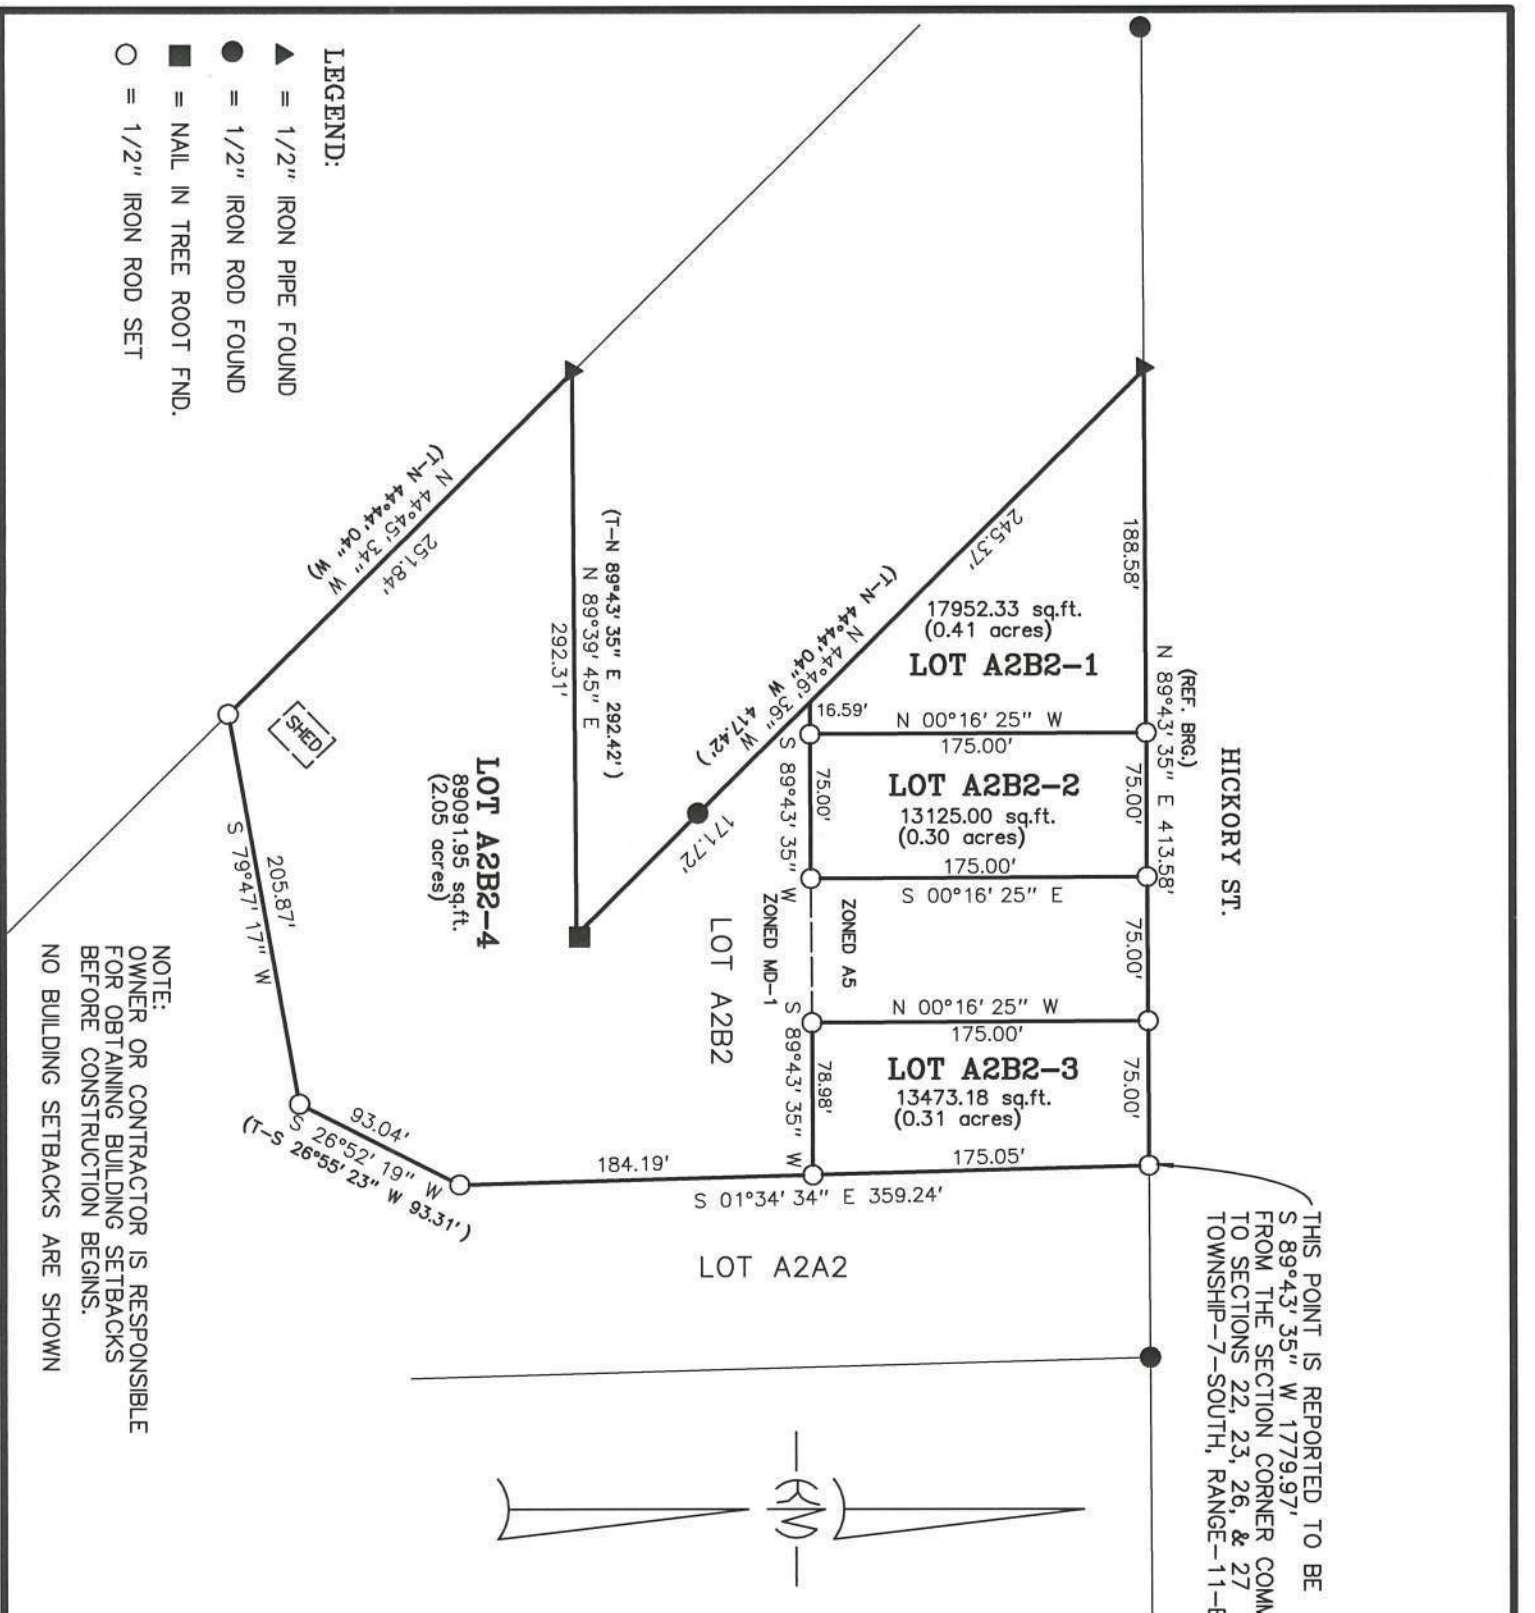 HICKORY ST.
(REF. BRG.)
N 89°43'35" E 413.58'
188.58'
75.00'
75.00'
75.00'
THIS POINT IS REPORTED TO BE
S 89°43'35" W 1779.97'
FROM THE SECTION CORNER COMM
TO SECTIONS 22, 23, 26, & 27
TOWNSHIP-7-SOUTH, RANGE-11-E
17952.33 sq.ft.
(0.41 acres)
LOT A2B2-1
245.37'
N 00°16'25" W
175.00'
LOT A2B2-2
13125.00 sq.ft.
(0.30 acres)
175.00'
S 00°16'25" E
N 00°16'25" W
175.00'
LOT A2B2-3
13473.18 sq.ft.
(0.31 acres)
175.05'
16.59'
75.00'
S 89°43'35" W
ZONED A5
ZONED MD-1
78.98'
S 89°43'35" W
N 44°46'36" W
(T-N 44°44'04" W 417.42')
171.72'
LOT A2B2
(T-N 89°43'35" E 292.42')
N 89°39'45" E
292.31'
LOT A2B2-4
89091.95 sq.ft.
(2.05 acres)
251.84'
N 44°45'34" W
(T-N 44°44'04" W)
SHED
205.87'
S 79°47'17" W
93.04'
S 26°52'19" W
(T-S 26°55'23" W 93.31')
184.19'
S 01°34'34" E 359.24'
LOT A2A2
LEGEND:
= 1/2" IRON PIPE FOUND
= 1/2" IRON ROD FOUND
= NAIL IN TREE ROOT FND.
= 1/2" IRON ROD SET
NOTE:
OWNER OR CONTRACTOR IS RESPONSIBLE
FOR OBTAINING BUILDING SETBACKS
BEFORE CONSTRUCTION BEGINS.
NO BUILDING SETBACKS ARE SHOWN